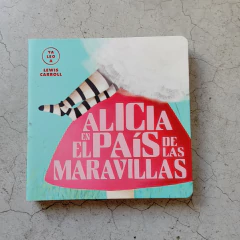 YA
LEO
A
LEWIS
CARROLL
ALICIA
EN
EL PAÍS DE LAS
MARAVILLAS